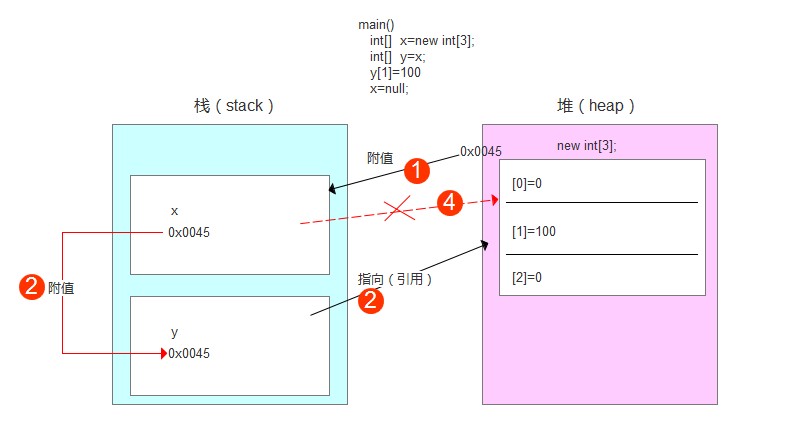 main()
int[]  x=new int[3];
int[]  y=x;
y[1]=100
x=null;
栈（stack）
堆（heap）
附值
1
0x0045
new int[3];
[0]=0
4
x
0x0045
[1]=100
2
附值
指向（引用）
2
[2]=0
y
0x0045